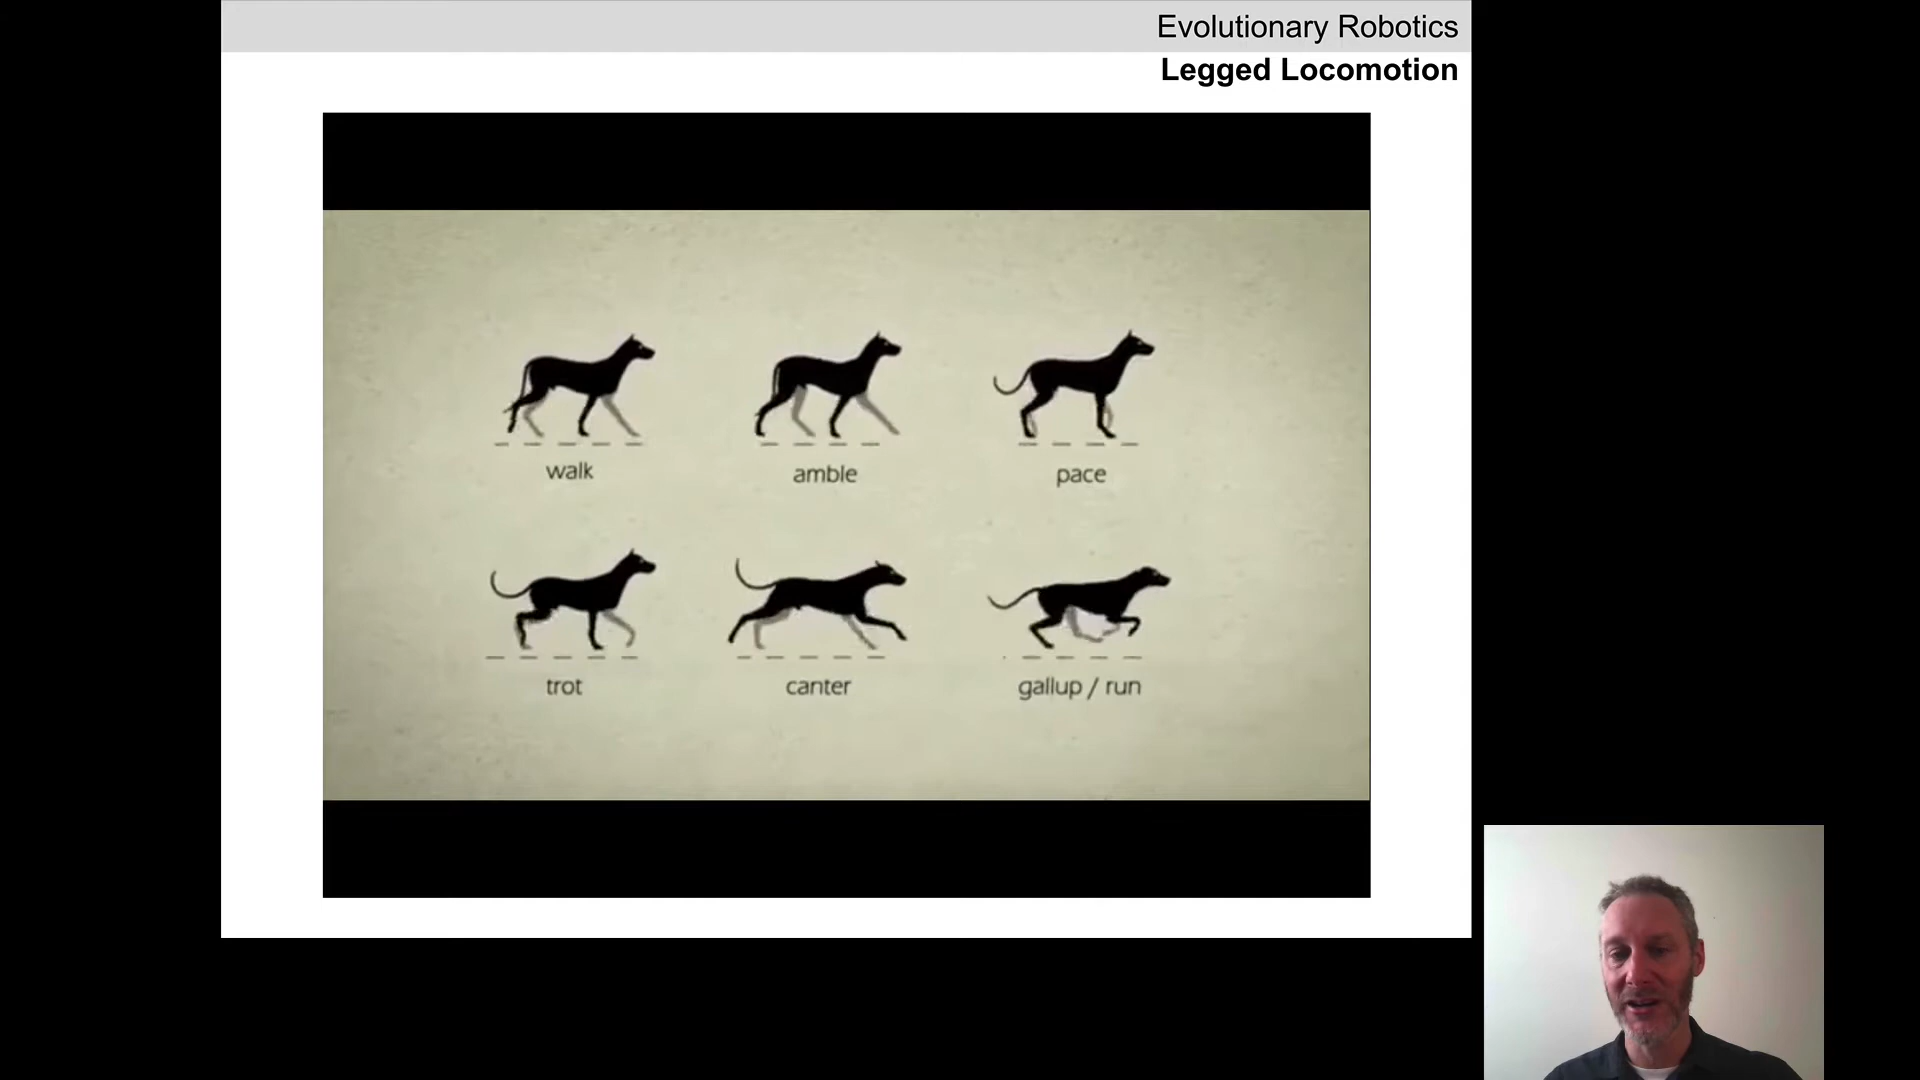 Evolutionary Robotics
Legged Locomotion
walk amble pace
trot canter gallup / run